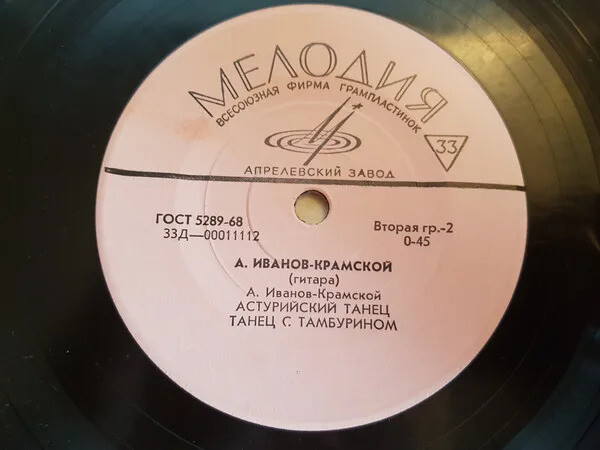 МЕЛОДИЯ
ВСЕСОЮЗНАЯ ФИРМА ГРАМПЛАСТИНОК
33
АПРЕЛЕВСКИЙ ЗАВОД
ГОСТ 5289-68
33Д—00011112
Вторая гр.-2
0-45
А. ИВАНОВ-КРАМСКОЙ
(гитара)
А. Иванов-Крамской
АСТУРИЙСКИЙ ТАНЕЦ
ТАНЕЦ С ТАМБУРИНОМ